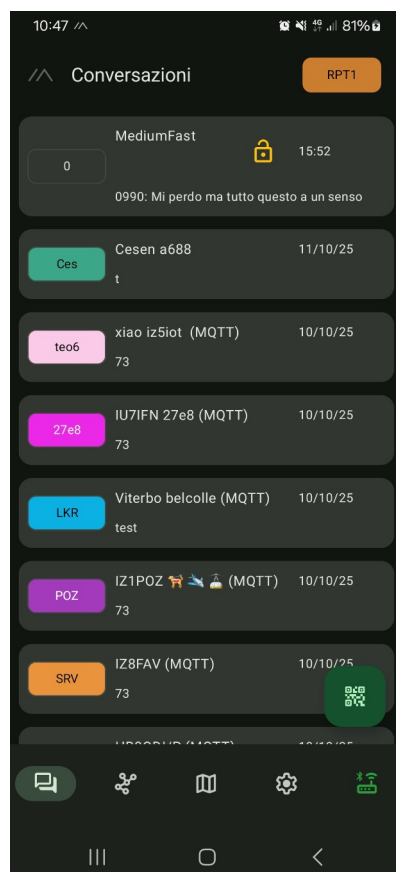 10:47
4G
81%
Conversazioni
RPT1
MediumFast
0
15:52
0990: Mi perdo ma tutto questo a un senso
Cesen a688
11/10/25
Ces
t
xiao iz5iot (MQTT)
10/10/25
teo6
73
IU7IFN 27e8 (MQTT)
10/10/25
27e8
73
Viterbo belcolle (MQTT)
10/10/25
LKR
test
IZ1POZ 🐕 🛩 🚠 (MQTT)
10/10/25
POZ
73
IZ8FAV (MQTT)
10/10/25
SRV
73